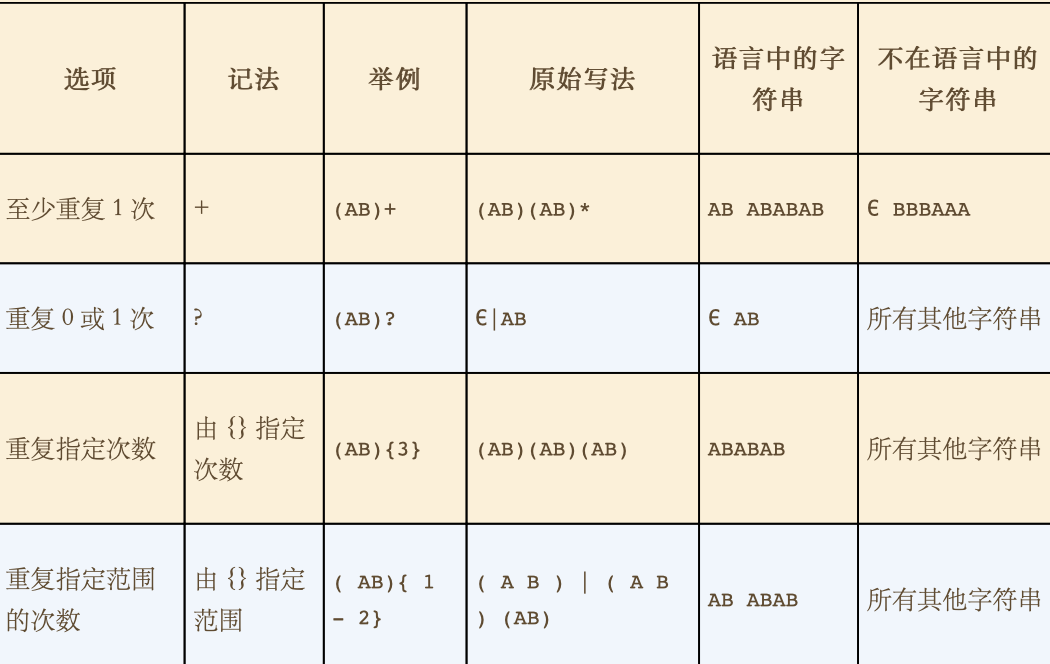 选项
记法
举例
原始写法
语言中的字
符串
不在语言中的
字符串
至少重复 1 次
+
(AB)+
(AB)(AB)*
AB ABABAB
Є BBBAAA
重复 0 或 1 次
?
(AB)?
Є|AB
Є AB
所有其他字符串
重复指定次数
由 {} 指定
次数
(AB){3}
(AB)(AB)(AB)
ABABAB
所有其他字符串
重复指定范围
的次数
由 {} 指定
范围
( AB){ 1
- 2}
( A B ) | ( A B
) (AB)
AB ABAB
所有其他字符串